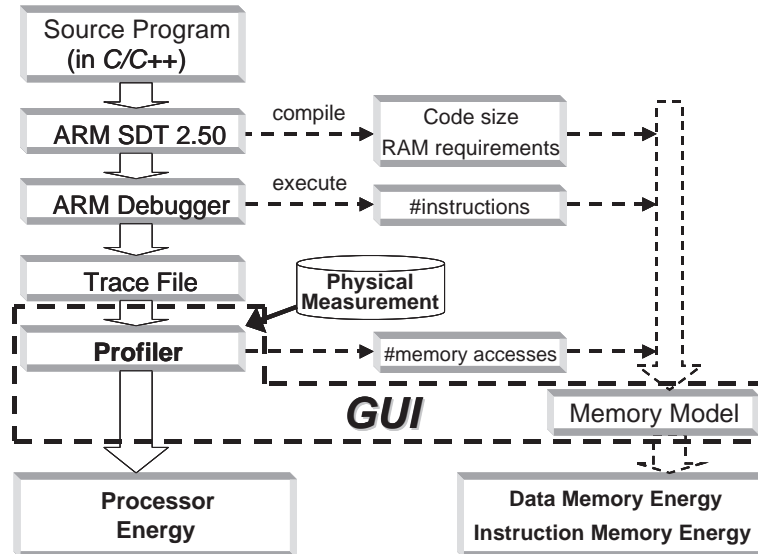 Source Program
(in C/C++)
ARM SDT 2.50
compile
Code size
RAM requirements
ARM Debugger
execute
#instructions
Trace File
Physical
Measurement
Profiler
#memory accesses
GUI
Memory Model
Processor
Energy
Data Memory Energy
Instruction Memory Energy